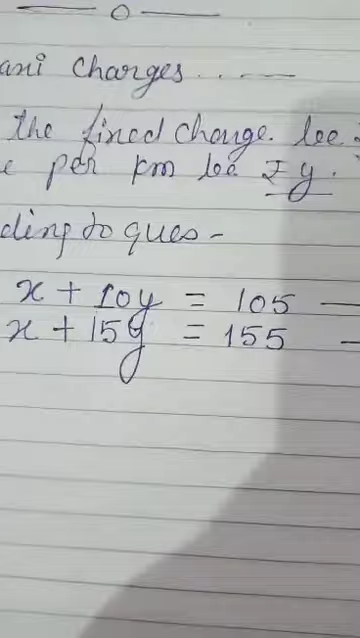 ani charges.....
the fixed charge. be ₹
e per km be ₹ y.
ding to ques -
x + 10y = 105 —
x + 15y = 155 —